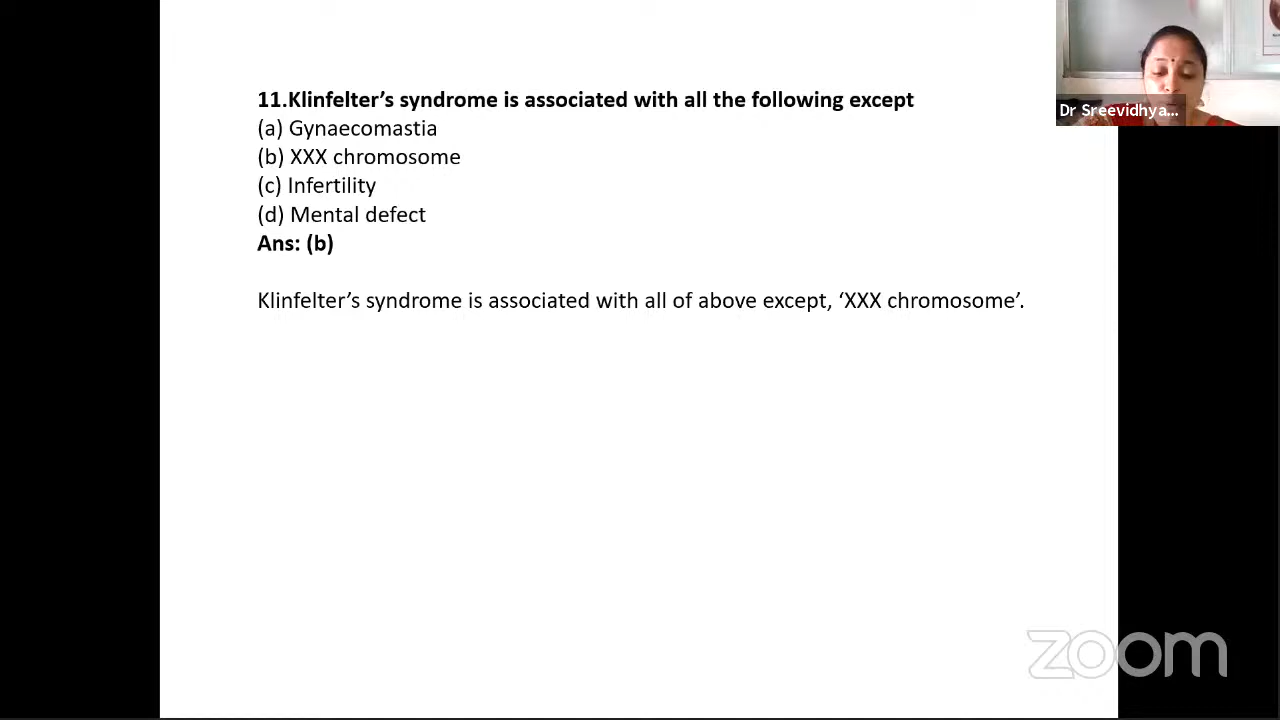 11.Klinfelter’s syndrome is associated with all the following except
(a) Gynaecomastia
(b) XXX chromosome
(c) Infertility
(d) Mental defect
Ans: (b)
Klinfelter’s syndrome is associated with all of above except, ‘XXX chromosome’.
Dr Sreevidhya...
zoom